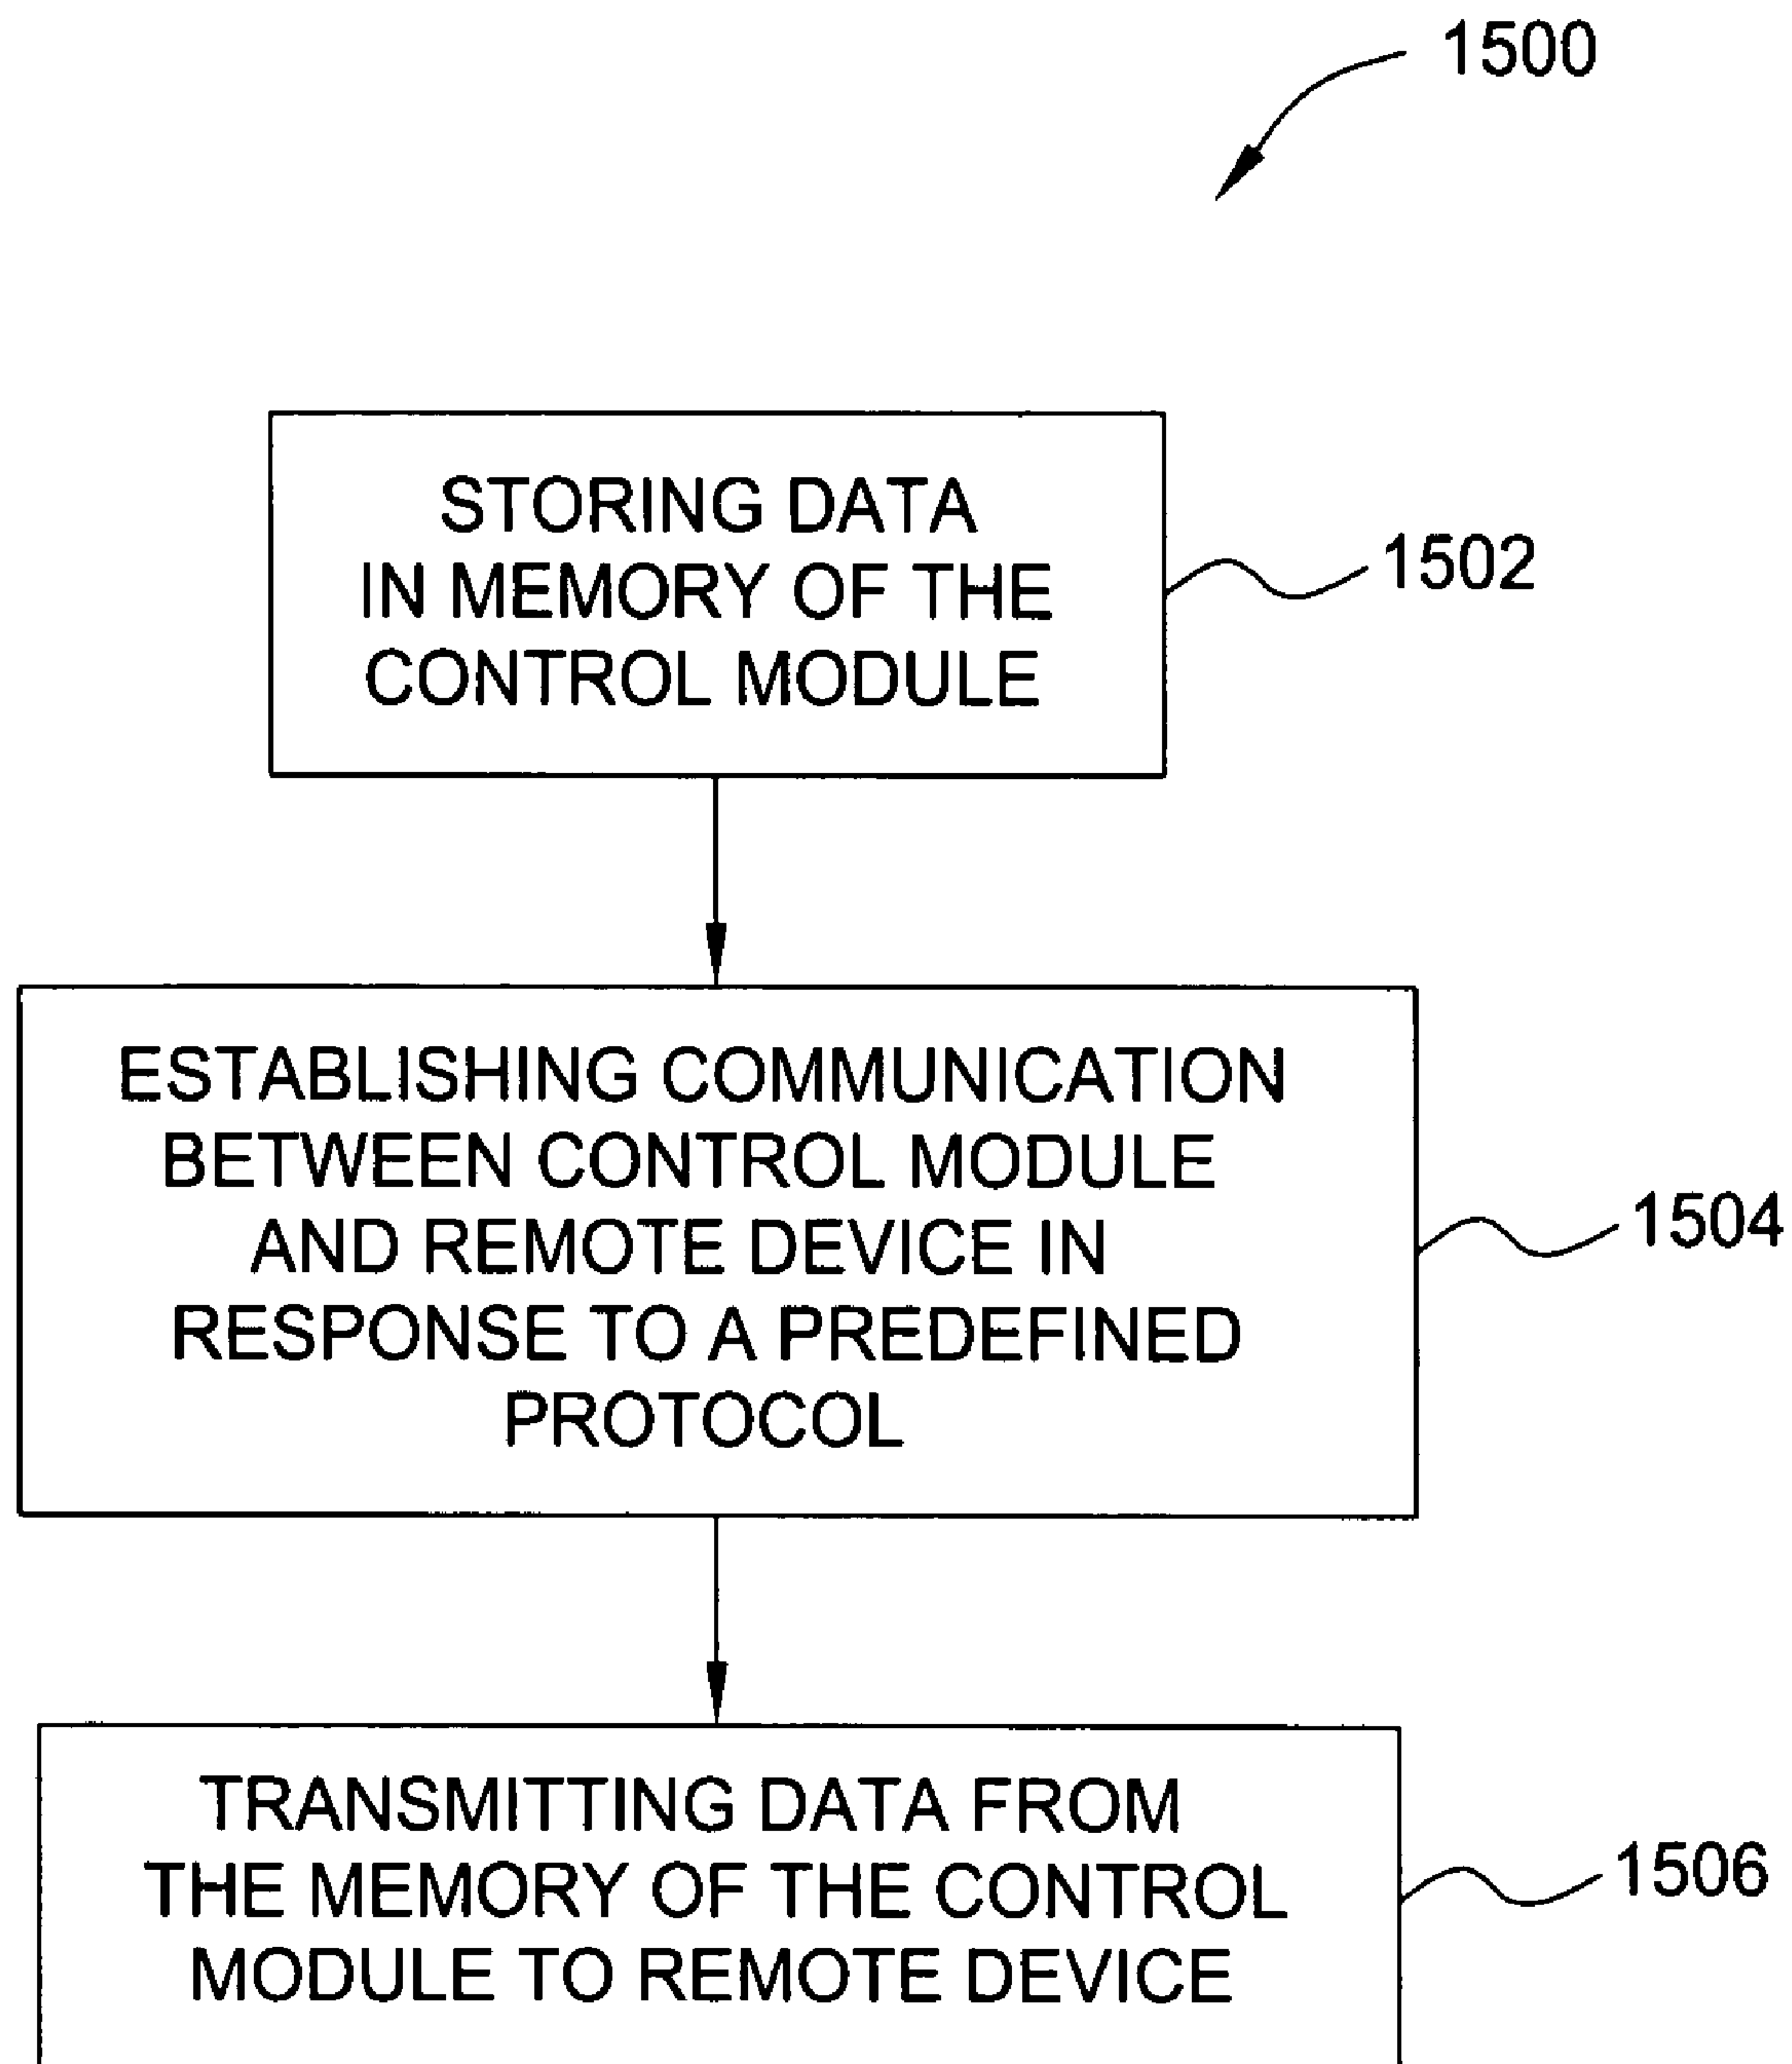 1500
STORING DATA
IN MEMORY OF THE
CONTROL MODULE
1502
ESTABLISHING COMMUNICATION
BETWEEN CONTROL MODULE
AND REMOTE DEVICE IN
RESPONSE TO A PREDEFINED
PROTOCOL
1504
TRANSMITTING DATA FROM
THE MEMORY OF THE CONTROL
MODULE TO REMOTE DEVICE
1506